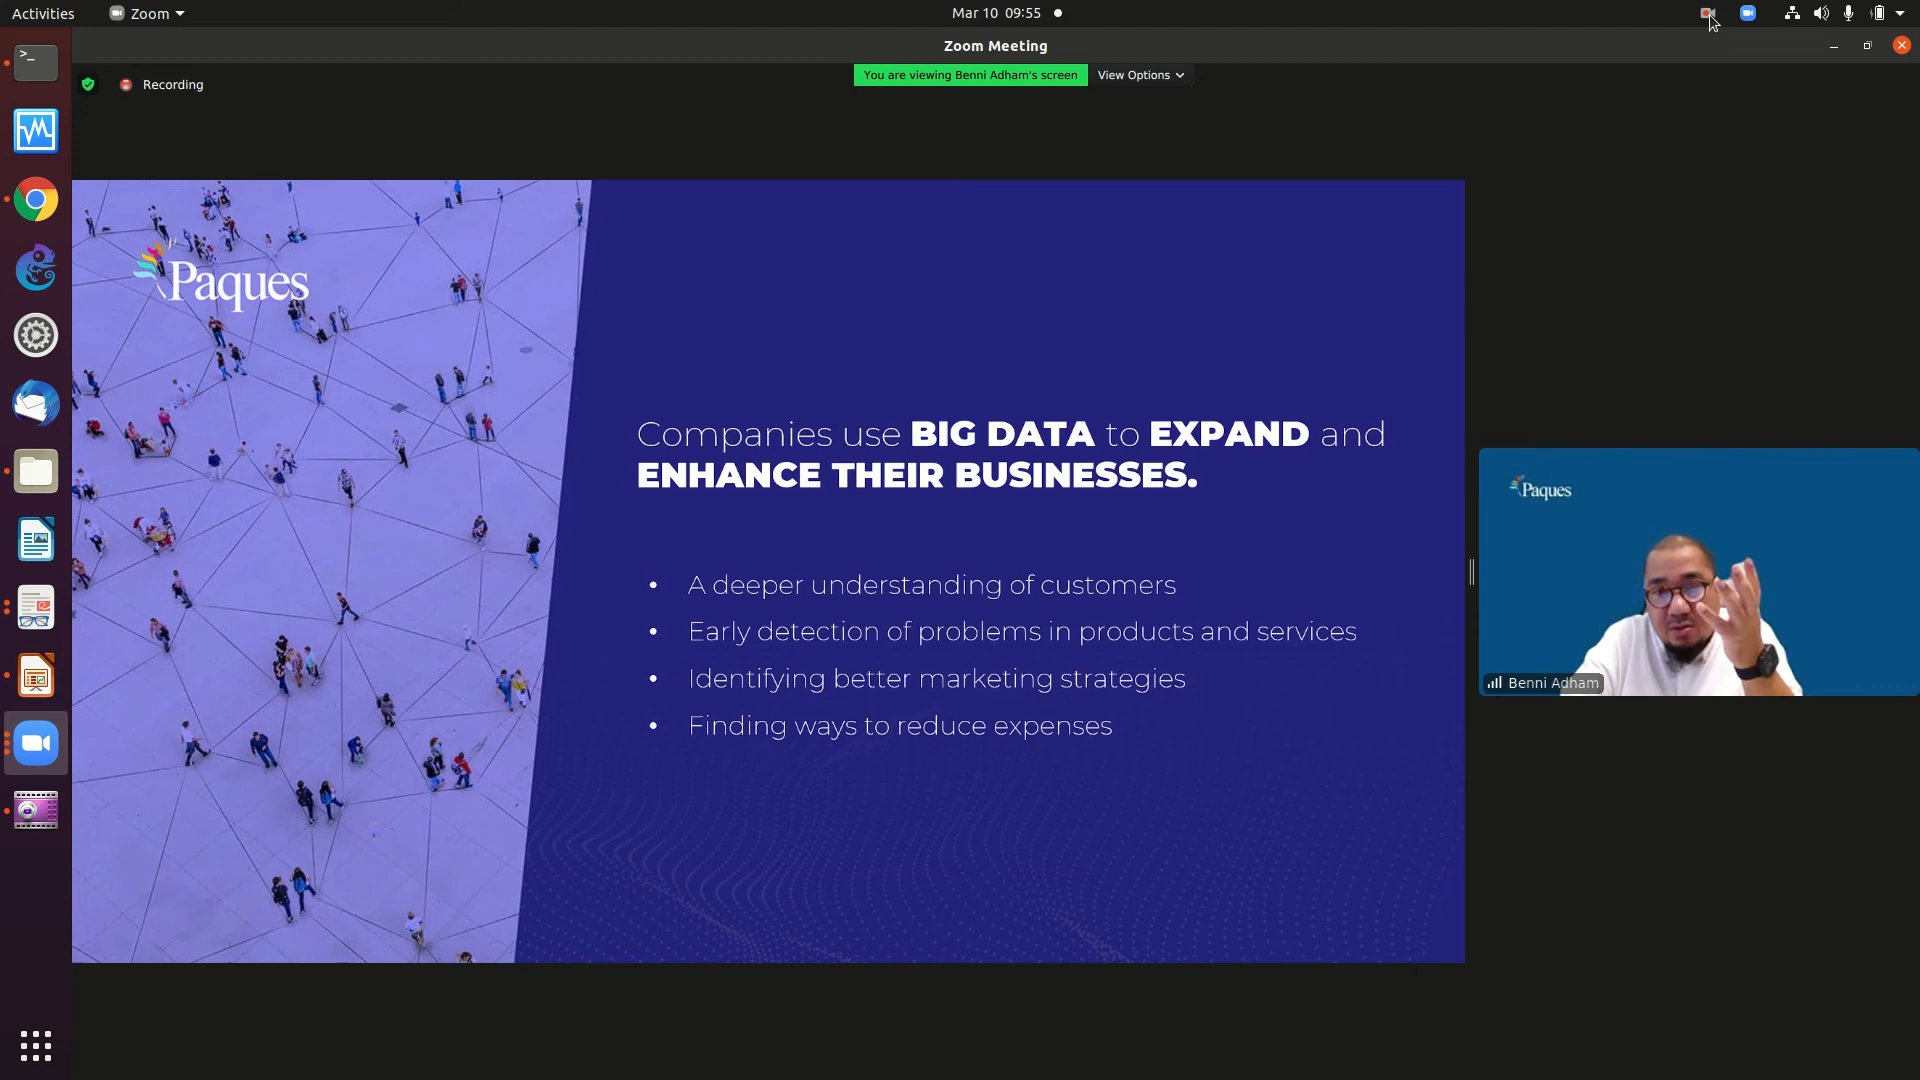 Activities
Zoom
Mar 10 09:55
Zoom Meeting
Recording
You are viewing Benni Adham's screen
View Options
Paques
Companies use BIG DATA to EXPAND and
ENHANCE THEIR BUSINESSES.
• A deeper understanding of customers
• Early detection of problems in products and services
• Identifying better marketing strategies
• Finding ways to reduce expenses
Paques
Benni Adham